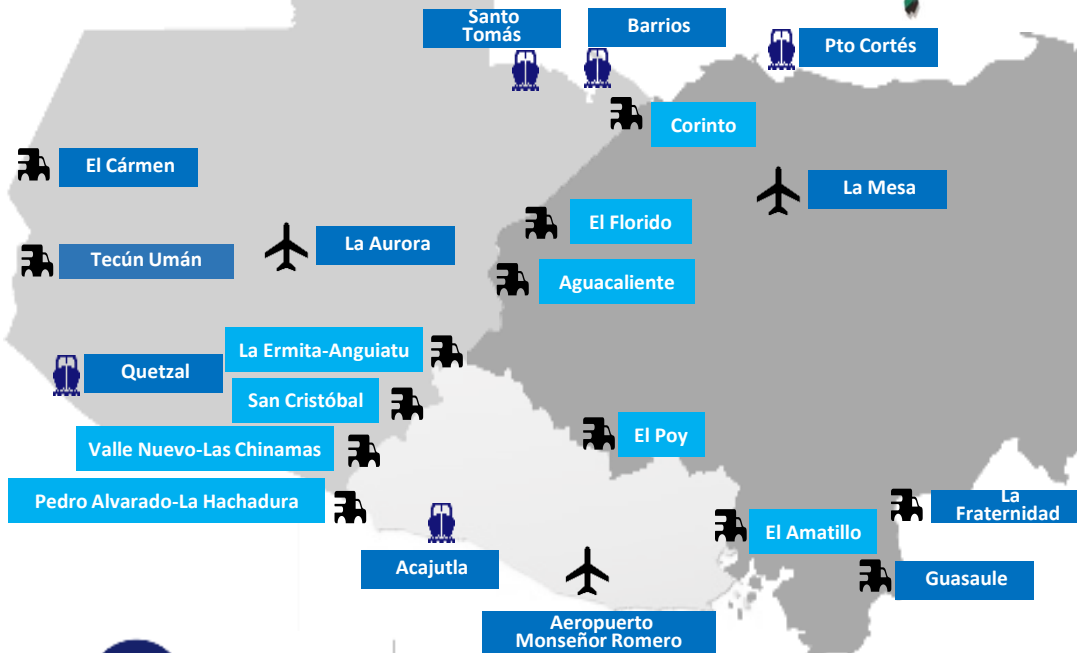 Santo
Tomás
Barrios
Pto Cortés
Corinto
El Cármen
La Mesa
El Florido
La Aurora
Tecún Umán
Aguacaliente
La Ermita-Anguiatu
Quetzal
San Cristóbal
El Poy
Valle Nuevo-Las Chinamas
Pedro Alvarado-La Hachadura
La
Fraternidad
El Amatillo
Acajutla
Guasaule
Aeropuerto
Monseñor Romero